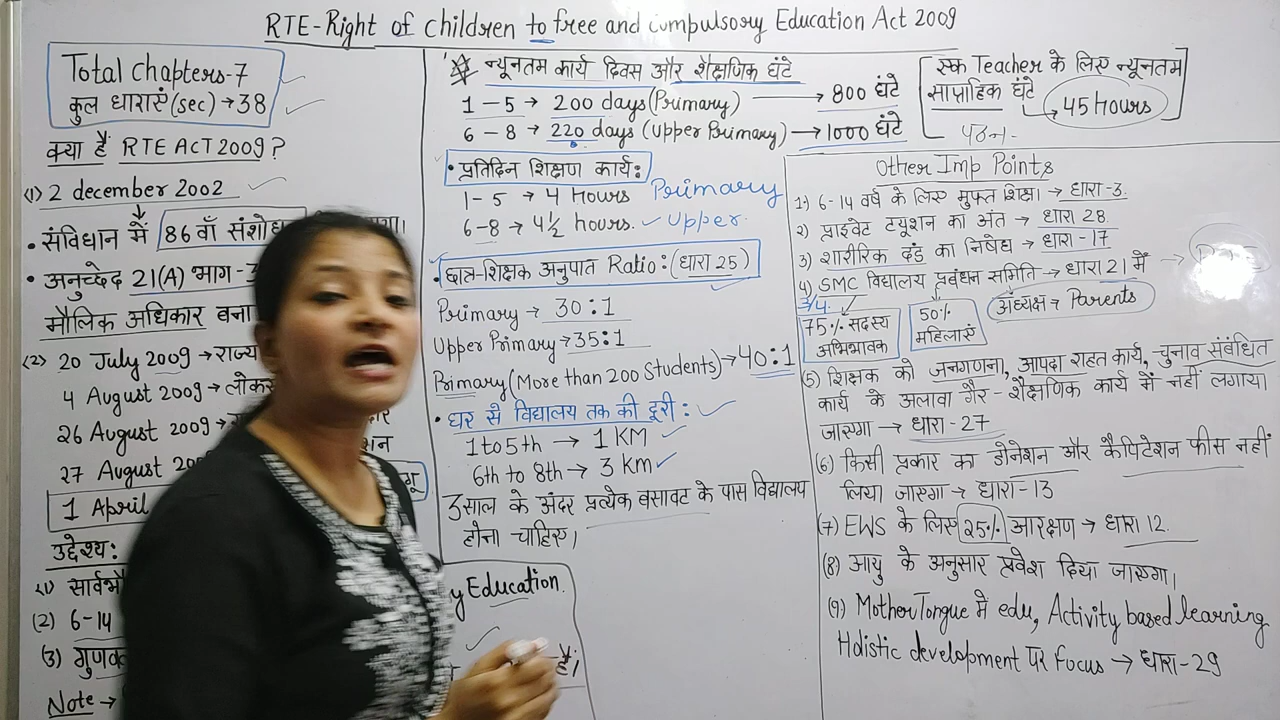 RTE-Right of children to free and compulsory Education Act 2009
Total Chapters-7
कुल धाराएं (sec) → 38
क्या है RTE ACT 2009?
(1) 2 december 2002
• संविधान में 86 वाँ संशोध
• अनुच्छेद 21(A) भाग-3
मौलिक अधिकार बना
(2) 20 July 2009 → राज्य
4 August 2009 → लोक
26 August 2009 →
27 August 20
1 April
उद्देश्य:
(1) सार्वभौ
(2) 6-14
(3) गुणव
Note →
न्यूनतम कार्य दिवस और शैक्षणिक घंटे
1-5 → 200 days (Primary) → 800 घंटे
6-8 → 220 days (Upper Primary) → 1000 घंटे
एक Teacher के लिए न्यूनतम
साप्ताहिक घंटे
→ 45 Hours
• प्रतिदिन शिक्षण कार्य:
1-5 → 4 Hours Primary
6-8 → 4½ hours. Upper
• छात्र-शिक्षक अनुपात Ratio: (धारा 25)
Primary → 30:1
Upper Primary → 35:1
Primary (More than 200 Students) → 40:1
• घर से विद्यालय तक की दूरी:
1 to 5th → 1 KM
6th to 8th → 3 KM
3 साल के अंदर प्रत्येक बसावट के पास विद्यालय
होना चाहिए।
y Education.
है।
Other Imp Points
1) 6-14 वर्ष के लिए मुफ्त शिक्षा → धारा-3.
2) प्राइवेट ट्यूशन का अंत → धारा 28
3) शारीरिक दंड का निषेध → धारा-17
4) SMC विद्यालय प्रबंधन समिति → धारा 21 में
3/4
75% सदस्य
अभिभावक
50%
महिलाएं
अध्यक्ष → Parents
(5) शिक्षक को जनगणना, आपदा राहत कार्य, चुनाव संबंधित
कार्य के अलावा गैर-शैक्षणिक कार्य में नहीं लगाया
जाएगा → धारा-27
(6) किसी प्रकार का डोनेशन और कैपिटेशन फीस नहीं
लिया जाएगा → धारा-13
(7) EWS के लिए 25% आरक्षण → धारा 12.
(8) आयु के अनुसार प्रवेश दिया जाएगा।
(9) Mother Tongue में edu, Activity based learning
Holistic development पर focus → धारा-29